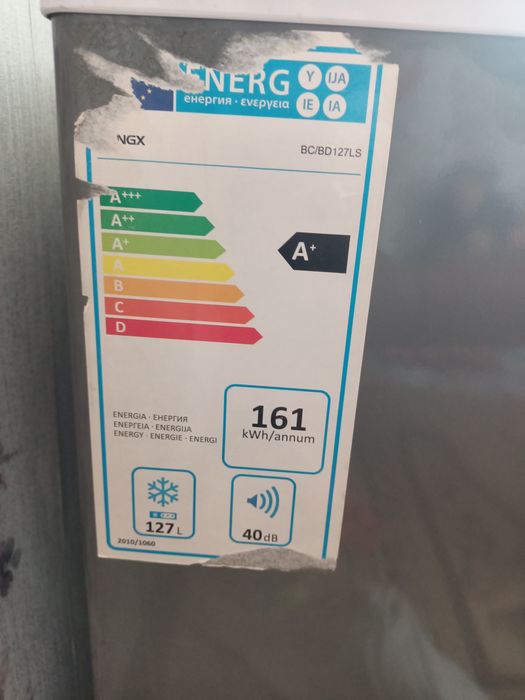 ENERG Y IJA
енергия · ενεργεια IE IA
NGX
BC/BD127LS
A+++
A++
A+
A+
A
B
C
D
ENERGIA · ЕНЕРГИЯ
ΕΝΕΡΓΕΙΑ · ENERGIJA
ENERGY · ENERGIE · ENERGI
161
kWh/annum
127 L
40 dB
2010/1060